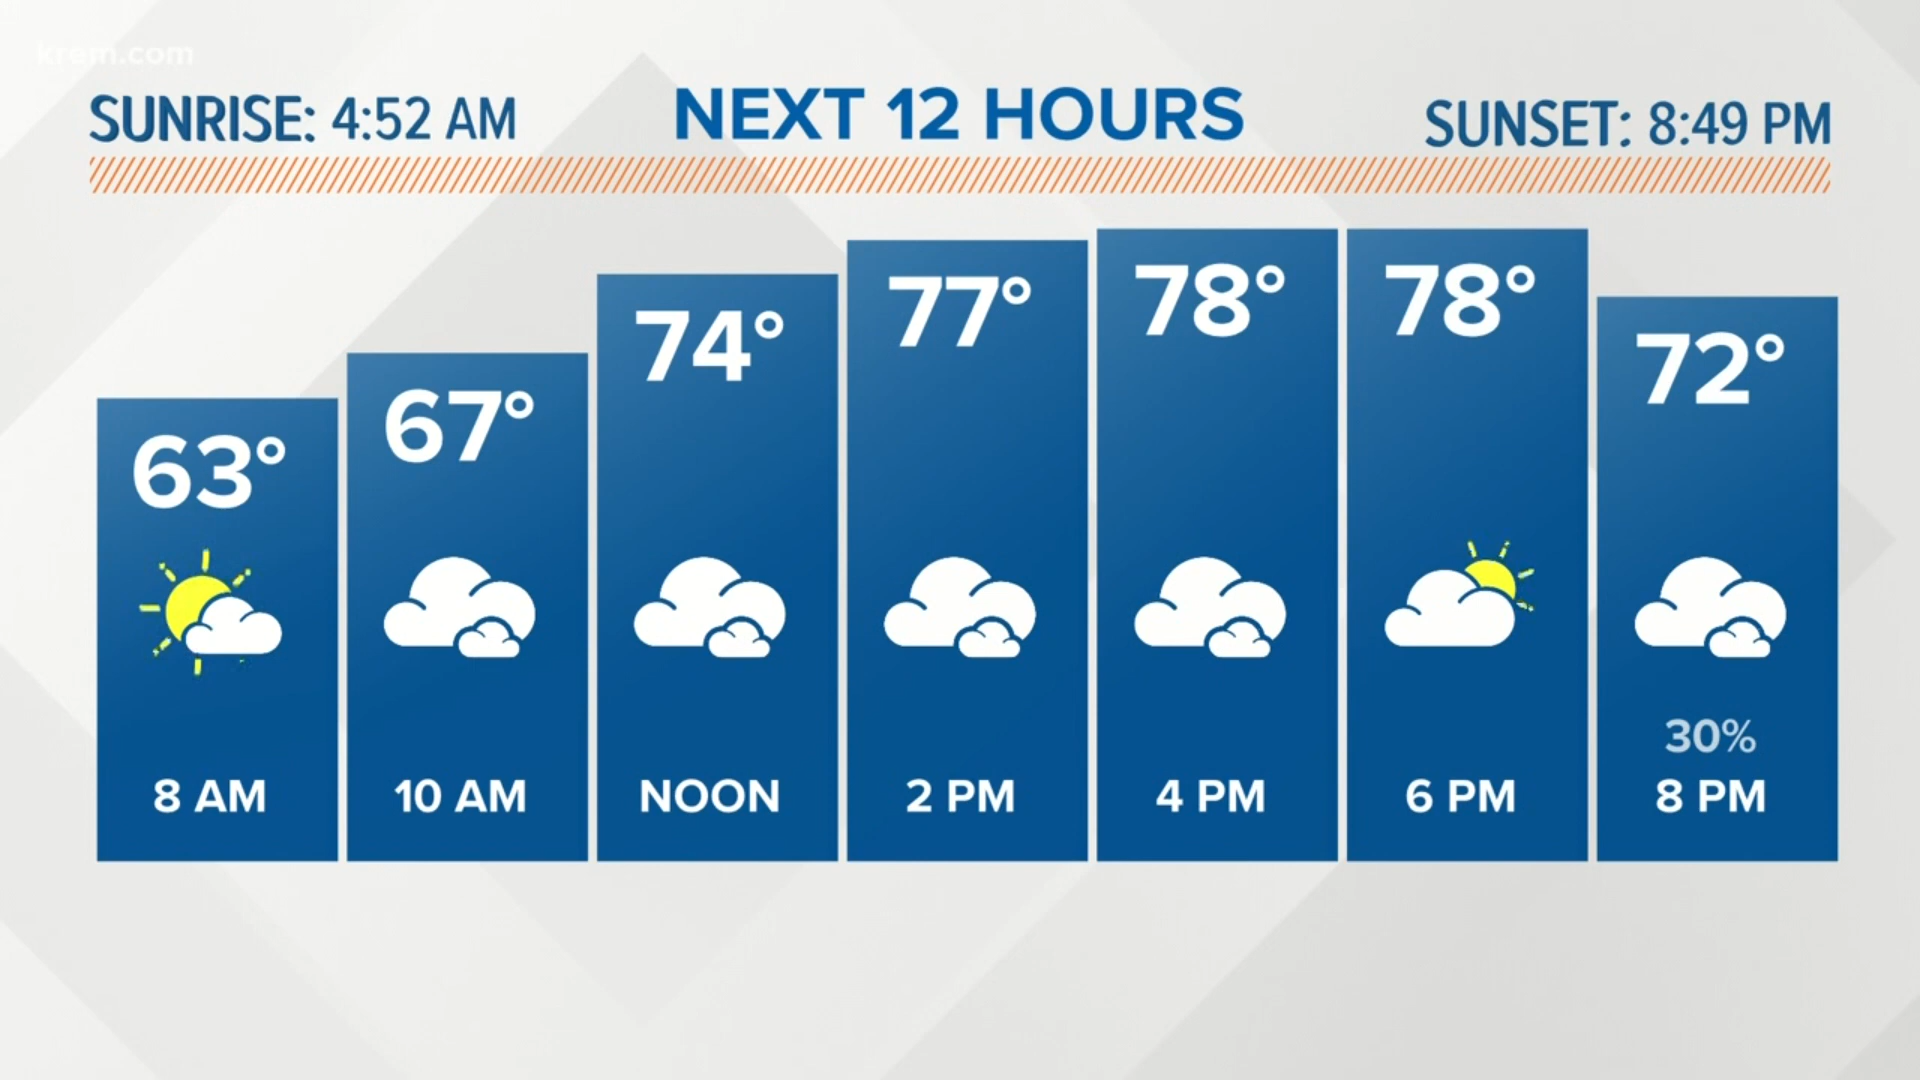 krem.com
SUNRISE: 4:52 AM
NEXT 12 HOURS
SUNSET: 8:49 PM
63°
67°
74°
77°
78°
78°
72°
30%
8 AM
10 AM
NOON
2 PM
4 PM
6 PM
8 PM